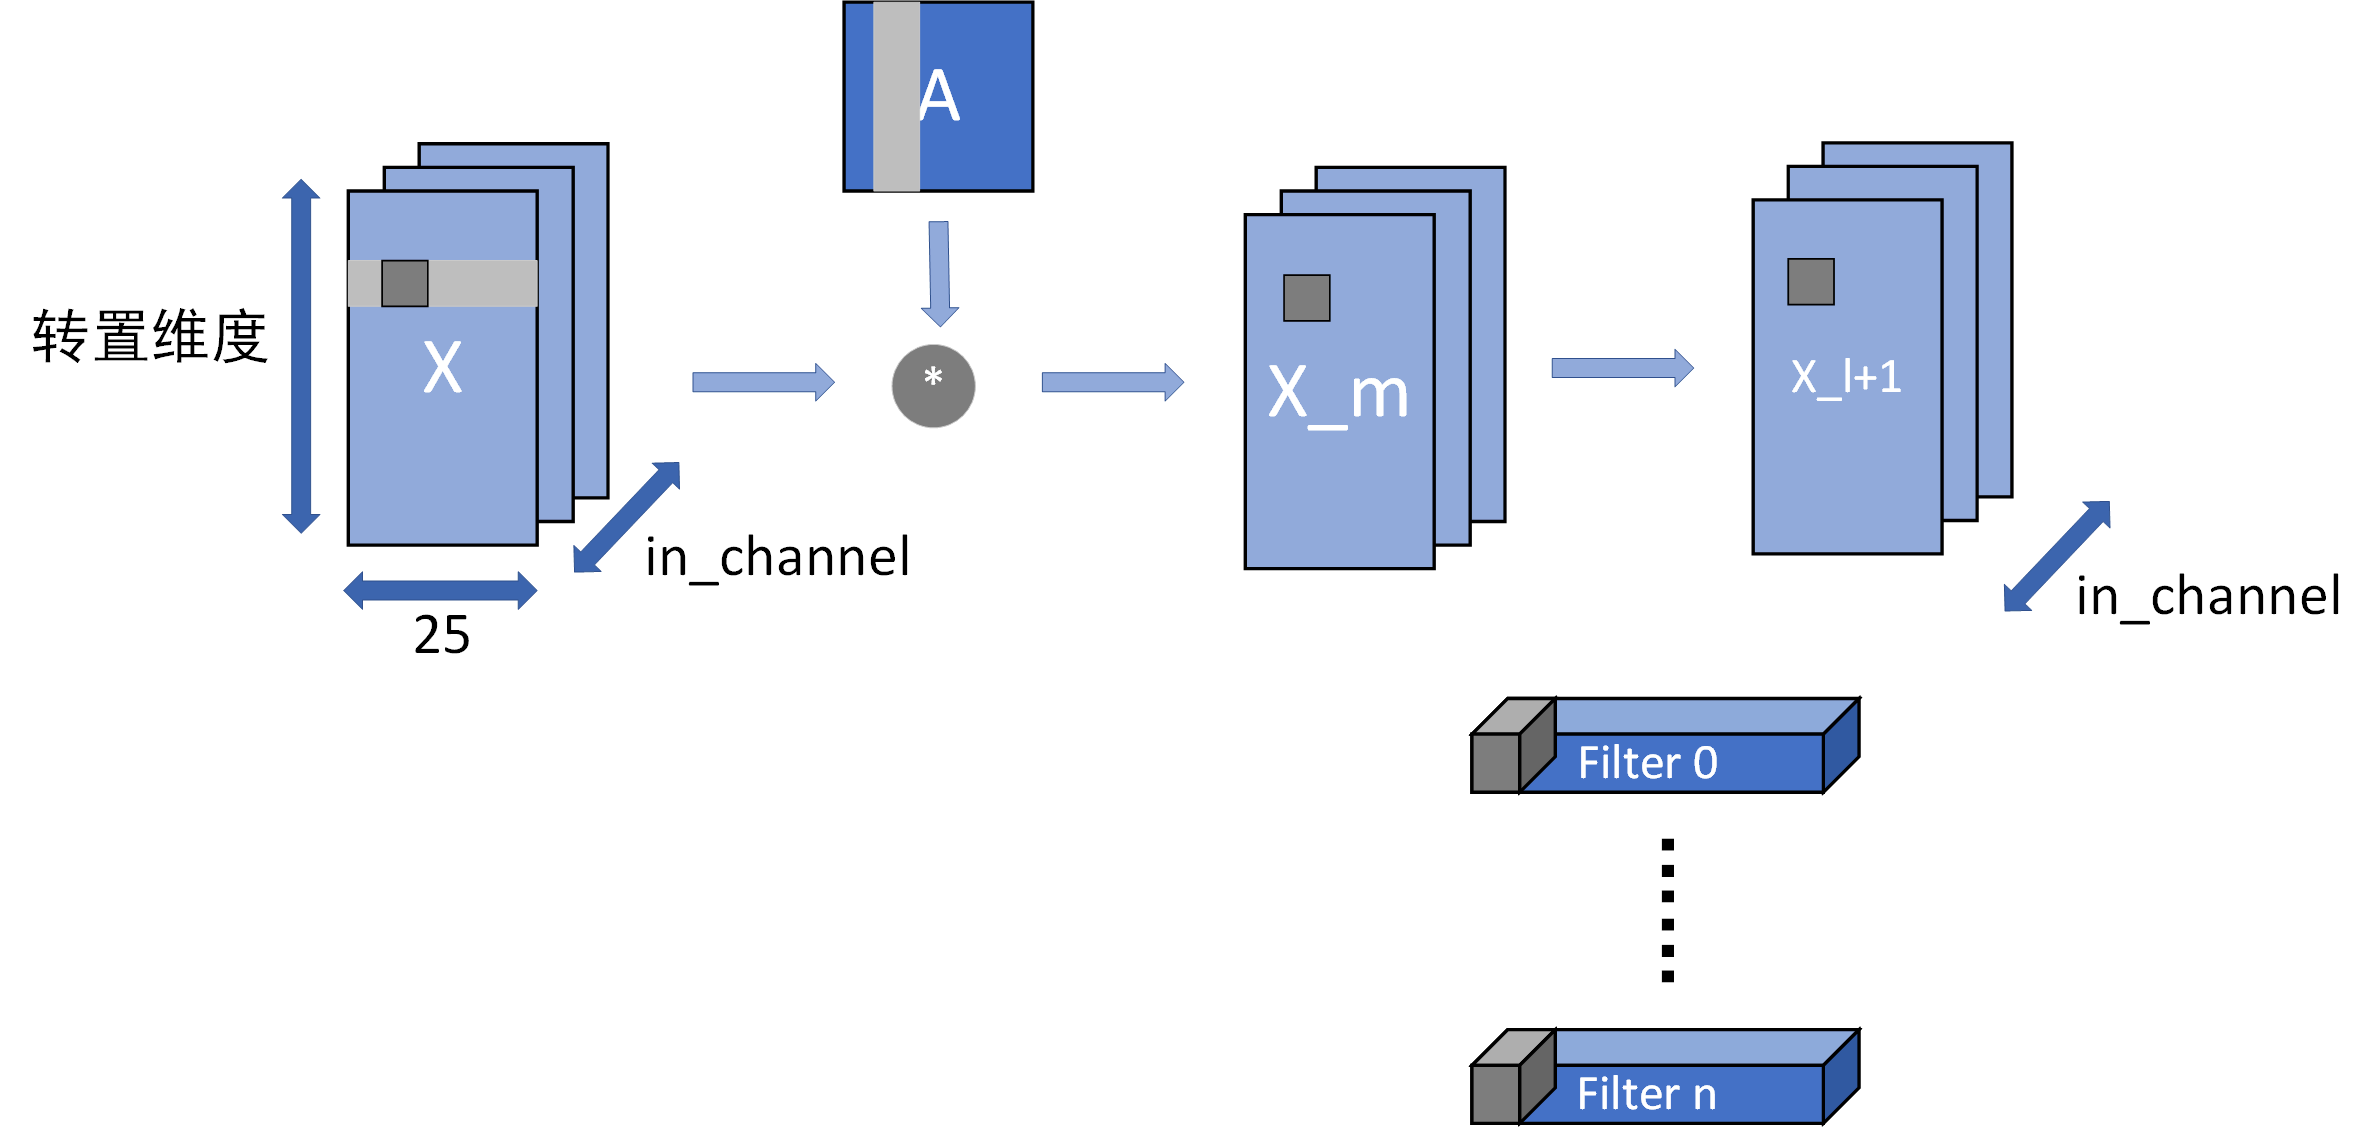 A
转置维度
X
*
X_m
X_l+1
in_channel
25
in_channel
Filter 0
Filter n